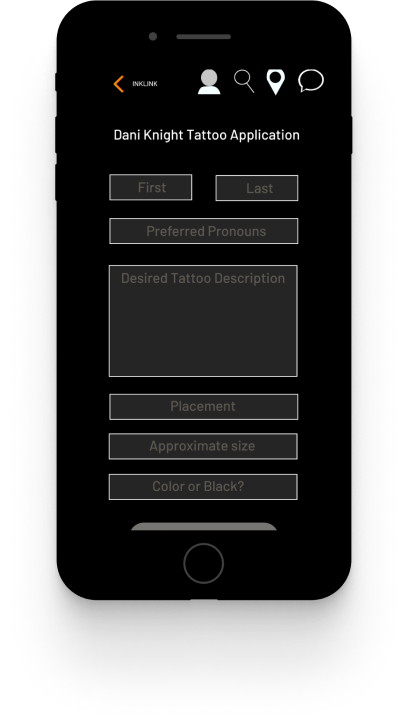 INKLINK
Dani Knight Tattoo Application
First Last
Preferred Pronouns
Desired Tattoo Description
Placement
Approximate size
Color or Black?